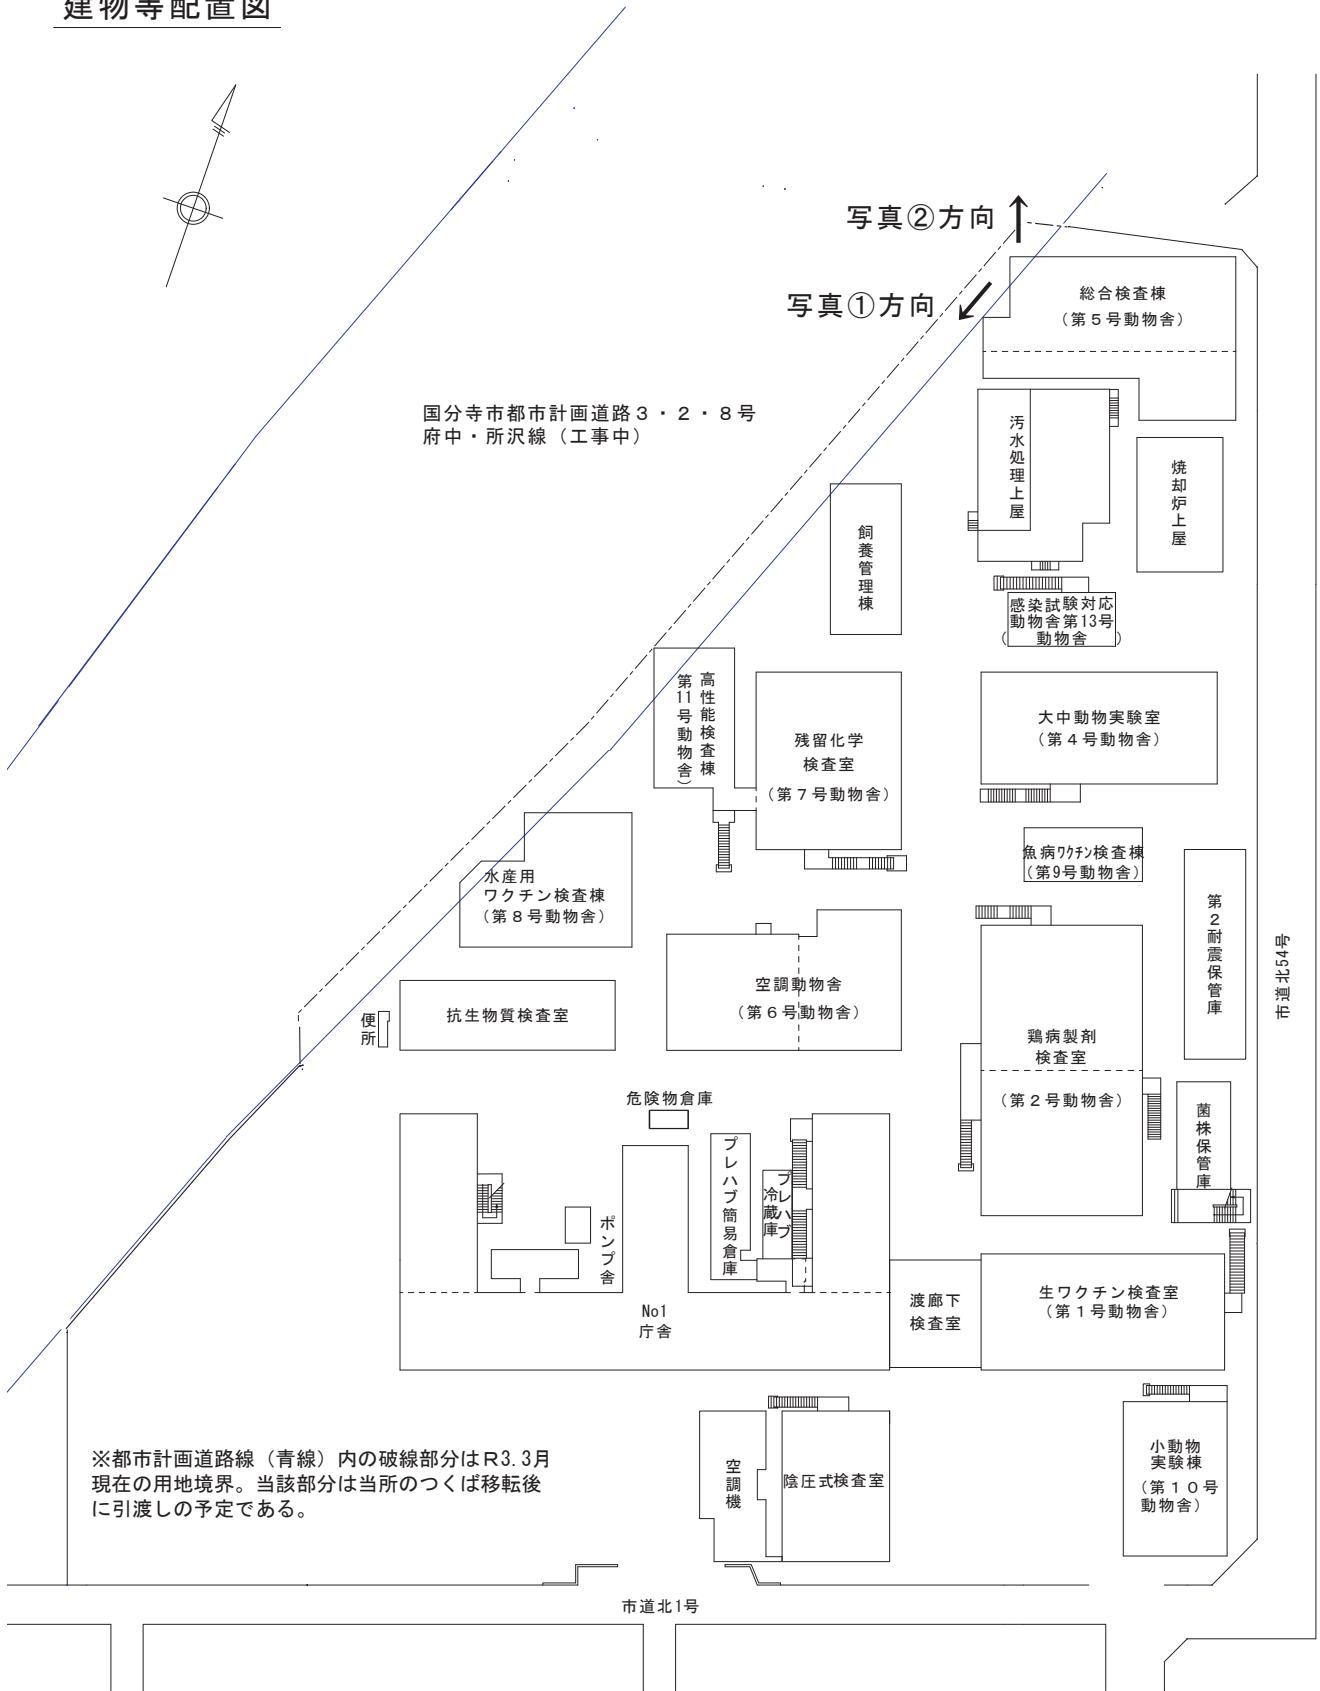 建物等配置図
写真②方向
写真①方向
総合検査棟
（第５号動物舎）
国分寺市都市計画道路３・２・８号
府中・所沢線（工事中）
汚水処理上屋
焼却炉上屋
飼養管理棟
感染試験対応
動物舎第13号
（動物舎）
高性能検査棟
第11号動物舎）
残留化学
検査室
（第７号動物舎）
大中動物実験室
（第４号動物舎）
魚病ﾜｸﾁﾝ検査棟
（第9号動物舎）
水産用
ワクチン検査棟
（第８号動物舎）
第２耐震保管庫
市道北54号
空調動物舎
（第６号動物舎）
抗生物質検査室
便所
鶏病製剤
検査室
（第２号動物舎）
危険物倉庫
菌株保管庫
プレハブ簡易倉庫
プレハブ
冷蔵庫
ポンプ舎
No1
庁舎
渡廊下
検査室
生ワクチン検査室
（第１号動物舎）
※都市計画道路線（青線）内の破線部分はＲ3.3月
現在の用地境界。当該部分は当所のつくば移転後
に引渡しの予定である。
空調機
陰圧式検査室
小動物
実験棟
（第１０号
動物舎）
市道北1号